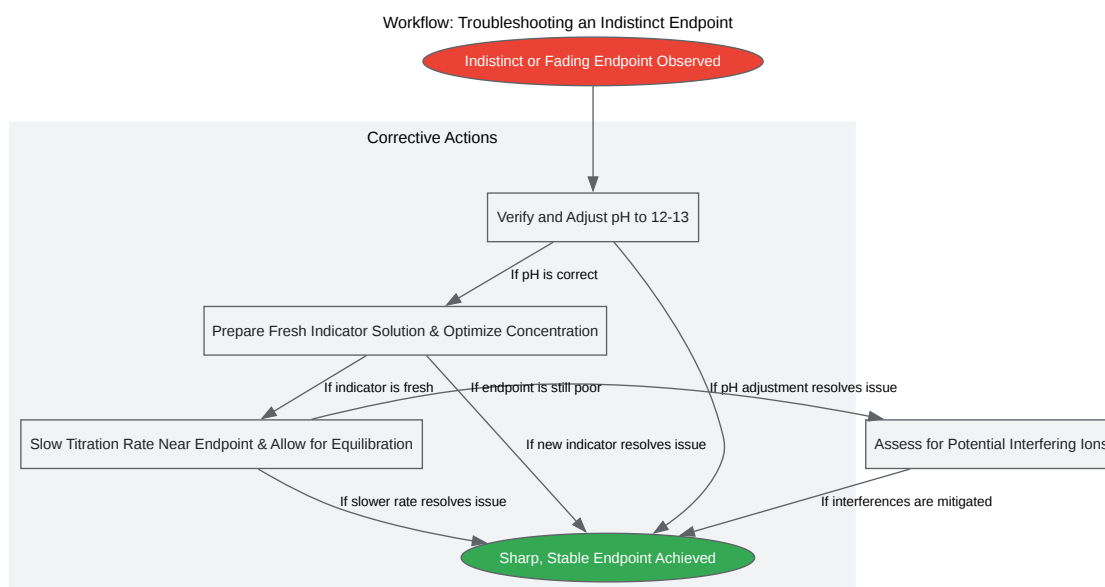 Workflow: Troubleshooting an Indistinct Endpoint
Indistinct or Fading Endpoint Observed
Corrective Actions
Verify and Adjust pH to 12-13
If pH is correct
Prepare Fresh Indicator Solution & Optimize Concentration
If indicator is fresh
If endpoint is still poor
If pH adjustment resolves issue
Slow Titration Rate Near Endpoint & Allow for Equilibration
If new indicator resolves issue
Assess for Potential Interfering Ions
If slower rate resolves issue
If interferences are mitigated
Sharp, Stable Endpoint Achieved